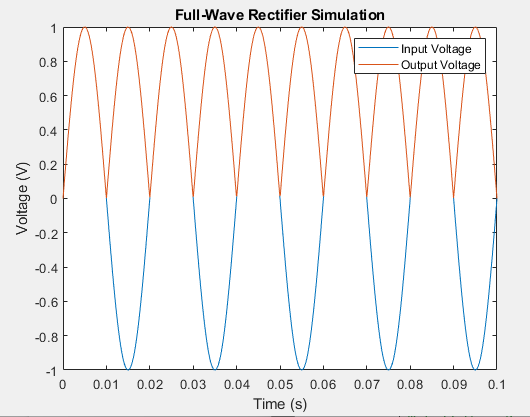 Full-Wave Rectifier Simulation
Input Voltage
Output Voltage
1
0.8
0.6
0.4
0.2
0
-0.2
-0.4
-0.6
-0.8
-1
Voltage (V)
0 0.01 0.02 0.03 0.04 0.05 0.06 0.07 0.08 0.09 0.1
Time (s)